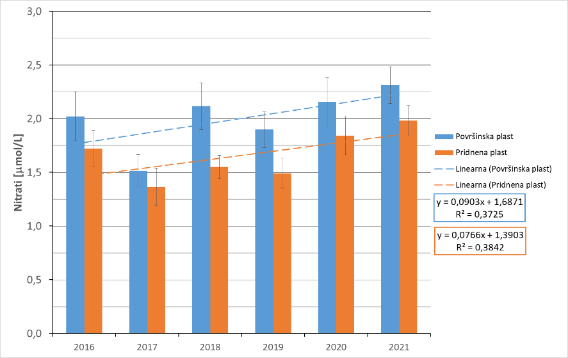 3,0
2,5
2,0
1,5
1,0
0,5
0,0
Nitrati [µmol/L]
2016 2017 2018 2019 2020 2021
Površinska plast
Pridnena plast
Linearna (Površinska plast)
Linearna (Pridnena plast)
y = 0,0903x + 1,6871
R² = 0,3725
y = 0,0766x + 1,3903
R² = 0,3842